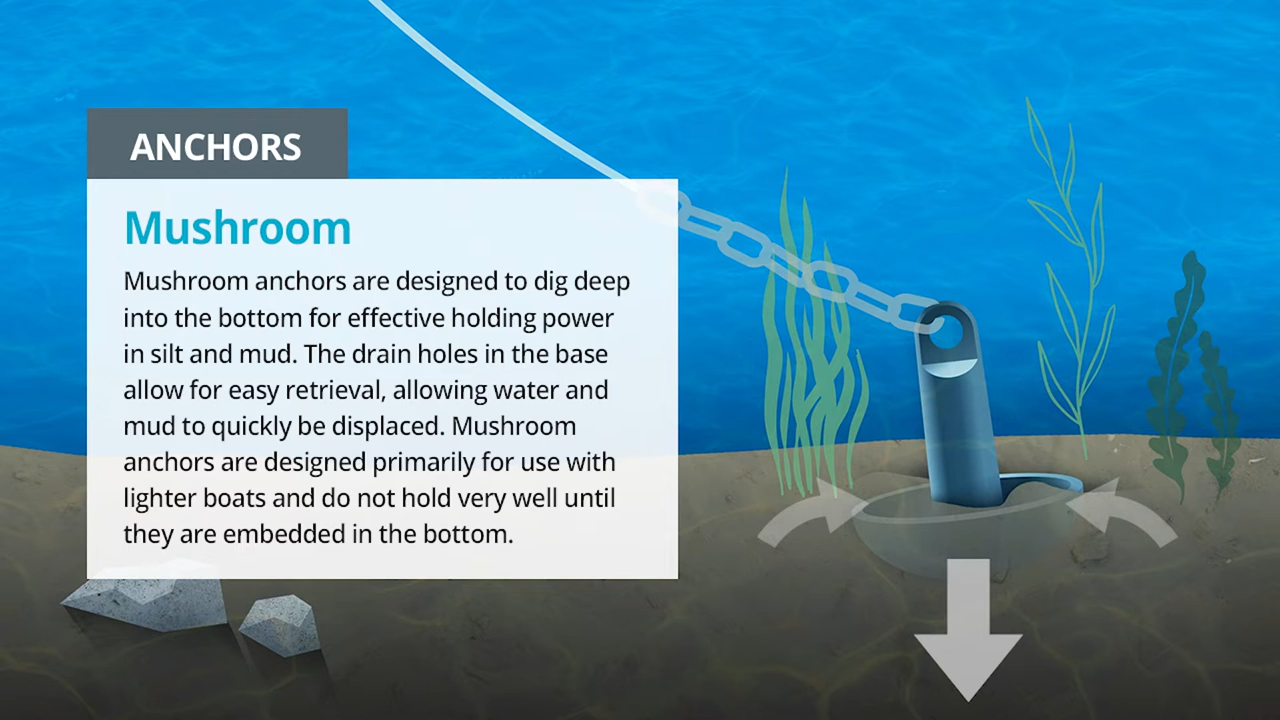 ANCHORS
Mushroom
Mushroom anchors are designed to dig deep
into the bottom for effective holding power
in silt and mud. The drain holes in the base
allow for easy retrieval, allowing water and
mud to quickly be displaced. Mushroom
anchors are designed primarily for use with
lighter boats and do not hold very well until
they are embedded in the bottom.